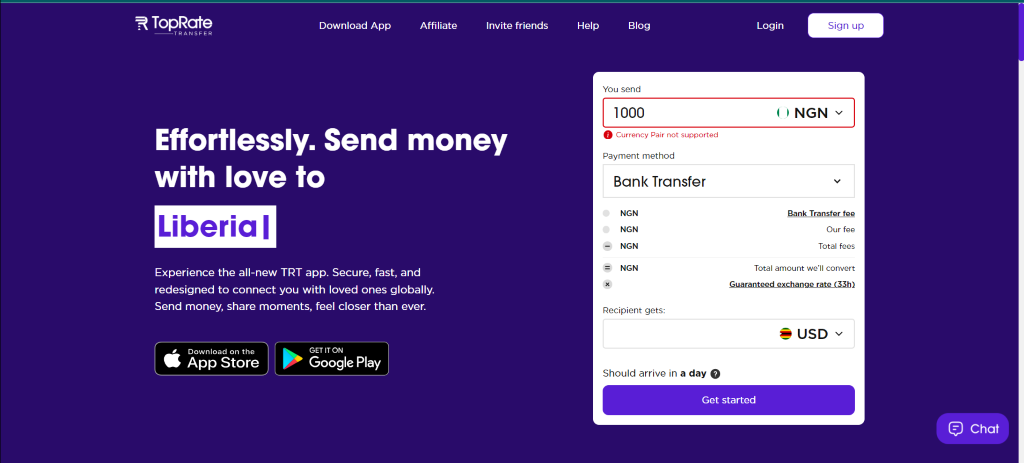 TopRate
TRANSFER
Download App
Affiliate
Invite friends
Help
Blog
Login
Sign up
Effortlessly. Send money
with love to
Liberia|
Experience the all-new TRT app. Secure, fast, and
redesigned to connect you with loved ones globally.
Send money, share moments, feel closer than ever.
Download on the
App Store
GET IT ON
Google Play
You send
1000
NGN
Currency Pair not supported
Payment method
Bank Transfer
NGN Bank Transfer fee
NGN Our fee
− NGN Total fees
= NGN Total amount we'll convert
× Guaranteed exchange rate (33h)
Recipient gets:
USD
Should arrive in a day ?
Get started
Chat